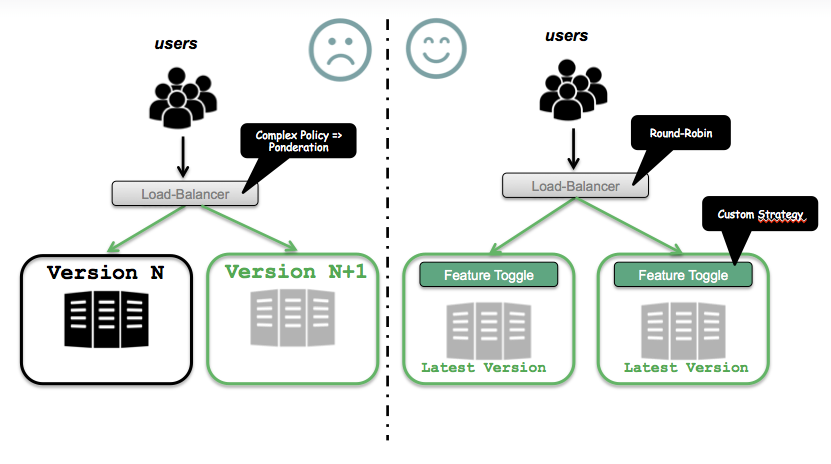 users
Complex Policy =>
Ponderation
Load-Balancer
Version N
Version N+1
users
Round-Robin
Load-Balancer
Custom Strategy
Feature Toggle
Feature Toggle
Latest Version
Latest Version